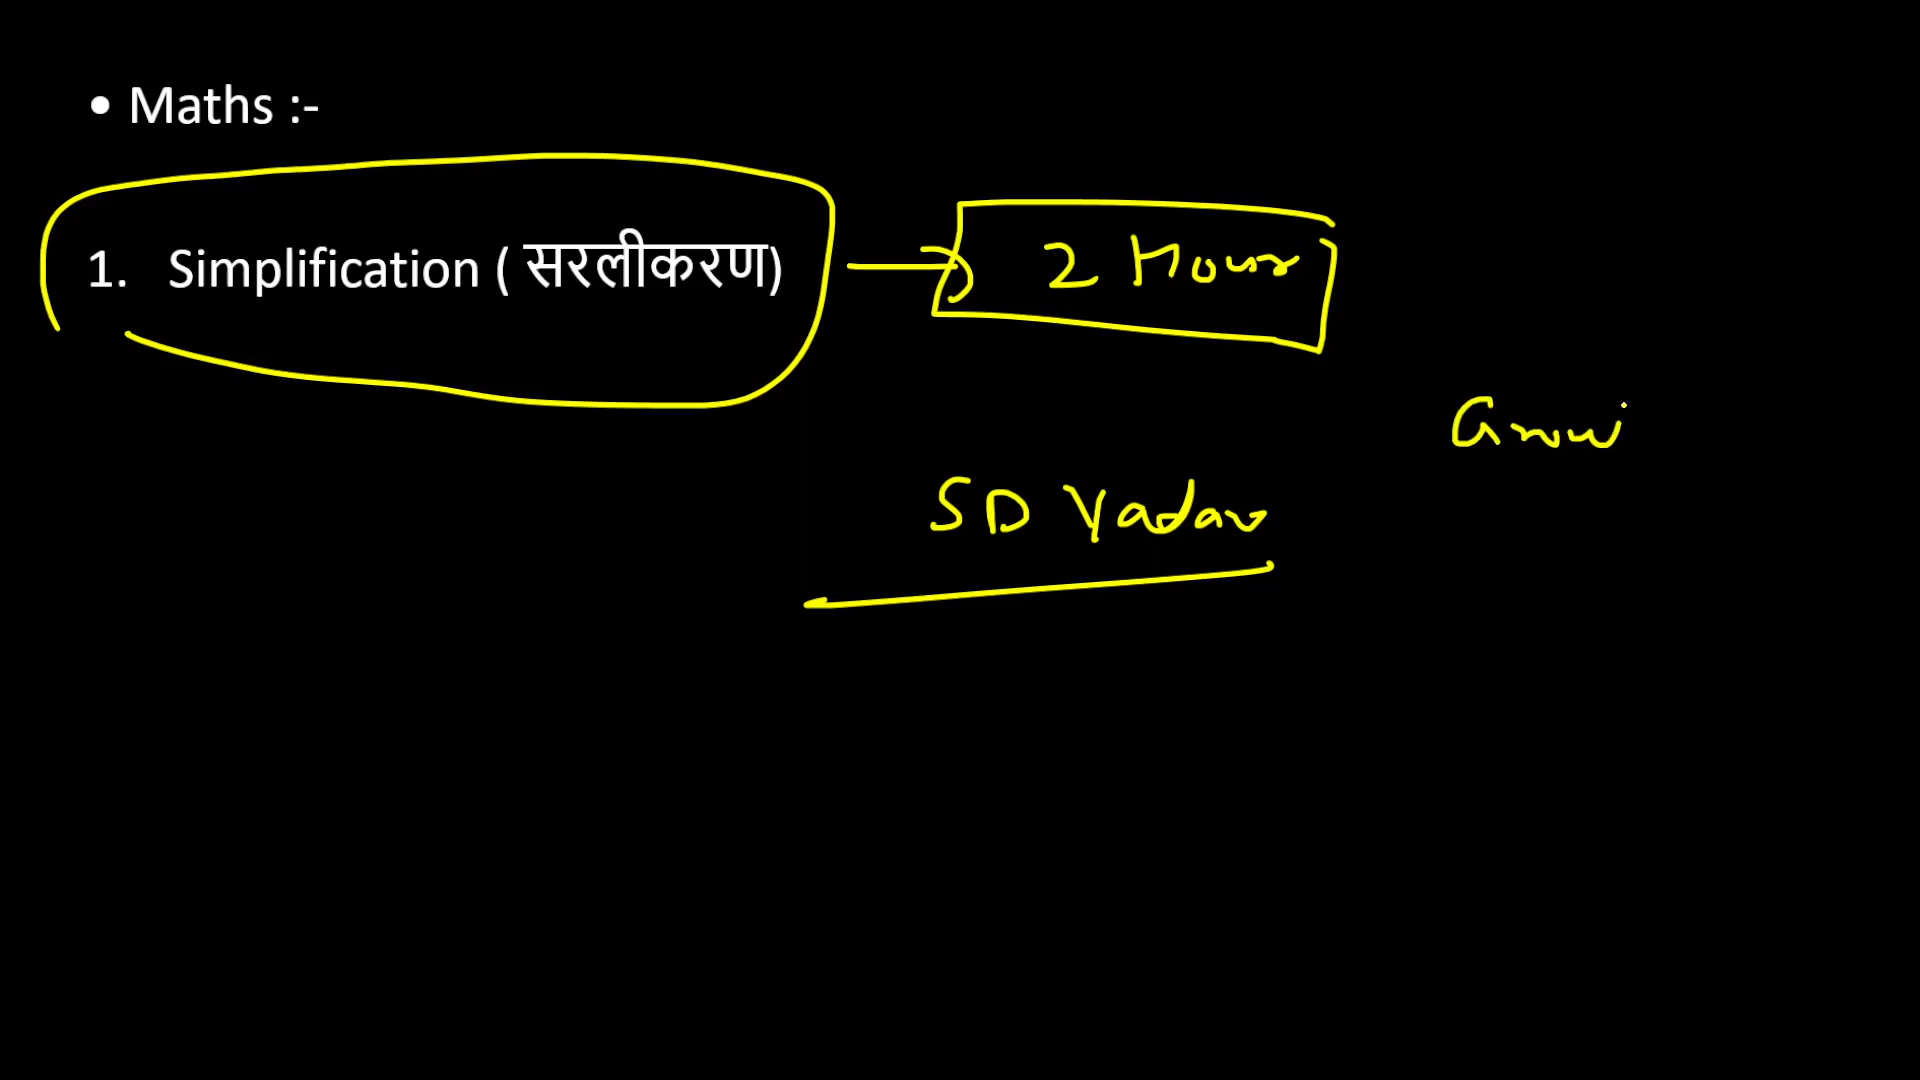 • Maths :-
1. Simplification ( सरलीकरण)
2 Hour
SD Yadav